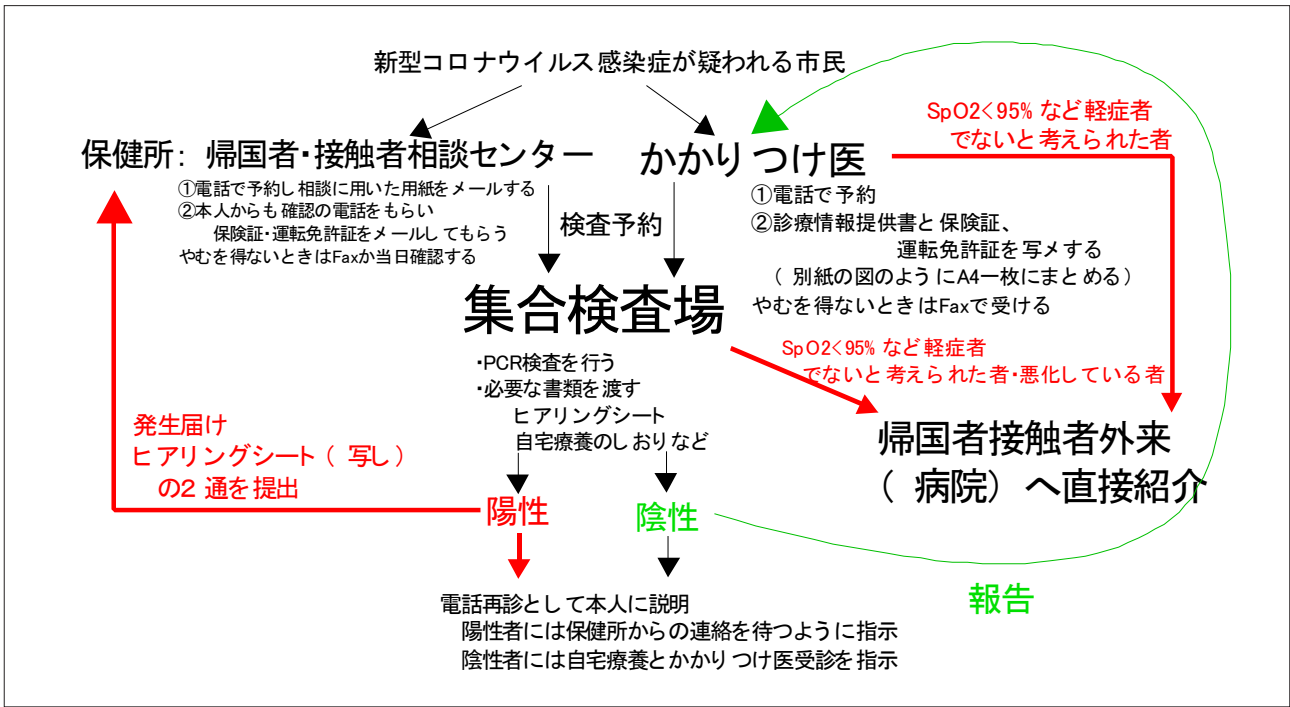 新型コロナウイルス感染症が疑われる市民
保健所：帰国者・接触者相談センター
①電話で予約し相談に用いた用紙をメールする
②本人からも確認の電話をもらい
保険証・運転免許証をメールしてもらう
やむを得ないときはFaxか当日確認する
かかりつけ医
①電話で予約
②診療情報提供書と保険証、
運転免許証を写メする
（別紙の図のようにA4一枚にまとめる）
やむを得ないときはFaxで受ける
SpO2<95%など軽症者
でないと考えられた者
検査予約
集合検査場
・PCR検査を行う
・必要な書類を渡す
ヒアリングシート
自宅療養のしおりなど
SpO2<95%など軽症者
でないと考えられた者・悪化している者
帰国者接触者外来
（病院）へ直接紹介
発生届け
ヒアリングシート（写し）
の2通を提出
陽性
陰性
報告
電話再診として本人に説明
陽性者には保健所からの連絡を待つように指示
陰性者には自宅療養とかかりつけ医受診を指示